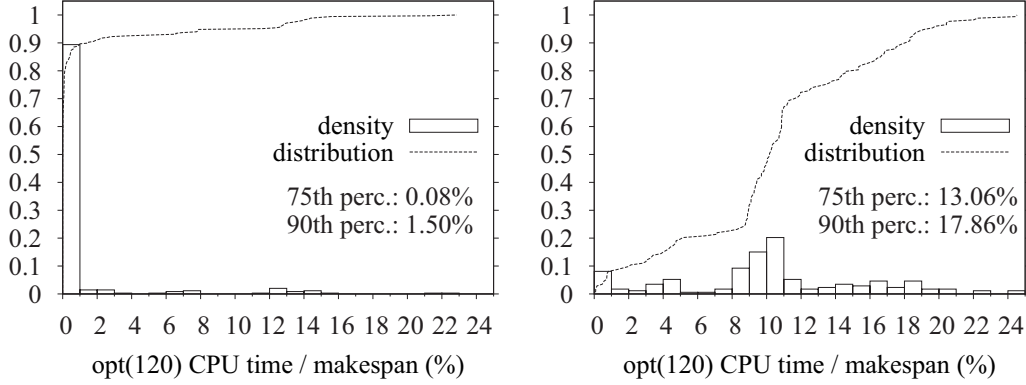 1
0.9
0.8
0.7
0.6
0.5
0.4
0.3
0.2
0.1
0
density
distribution
75th perc.: 0.08%
90th perc.: 1.50%
0 2 4 6 8 10 12 14 16 18 20 22 24
opt(120) CPU time / makespan (%)
1
0.9
0.8
0.7
0.6
0.5
0.4
0.3
0.2
0.1
0
density
distribution
75th perc.: 13.06%
90th perc.: 17.86%
0 2 4 6 8 10 12 14 16 18 20 22 24
opt(120) CPU time / makespan (%)